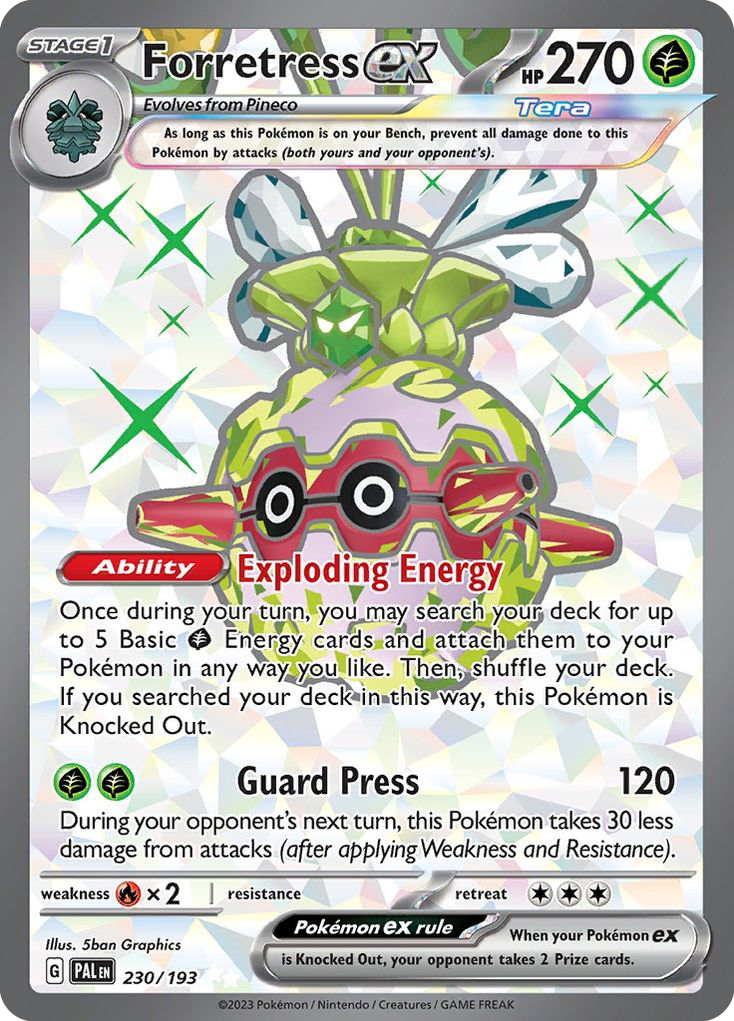 STAGE1 Forretress ex HP 270
Evolves from Pineco Tera
As long as this Pokémon is on your Bench, prevent all damage done to this
Pokémon by attacks (both yours and your opponent's).
Ability Exploding Energy
Once during your turn, you may search your deck for up
to 5 Basic Energy cards and attach them to your
Pokémon in any way you like. Then, shuffle your deck.
If you searched your deck in this way, this Pokémon is
Knocked Out.
Guard Press 120
During your opponent's next turn, this Pokémon takes 30 less
damage from attacks (after applying Weakness and Resistance).
weakness ×2 resistance retreat
Illus. 5ban Graphics
G PAL EN 230/193
Pokémon ex rule When your Pokémon ex
is Knocked Out, your opponent takes 2 Prize cards.
©2023 Pokémon / Nintendo / Creatures / GAME FREAK